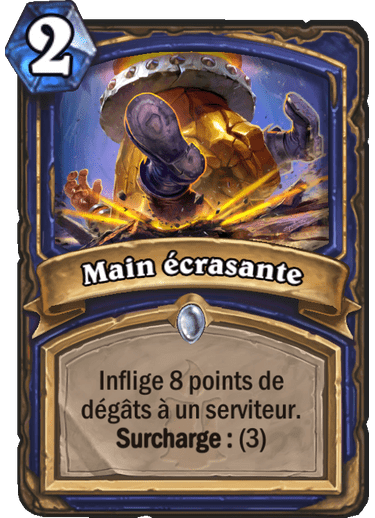 2
Main écrasante
Inflige 8 points de
dégâts à un serviteur.
Surcharge : (3)